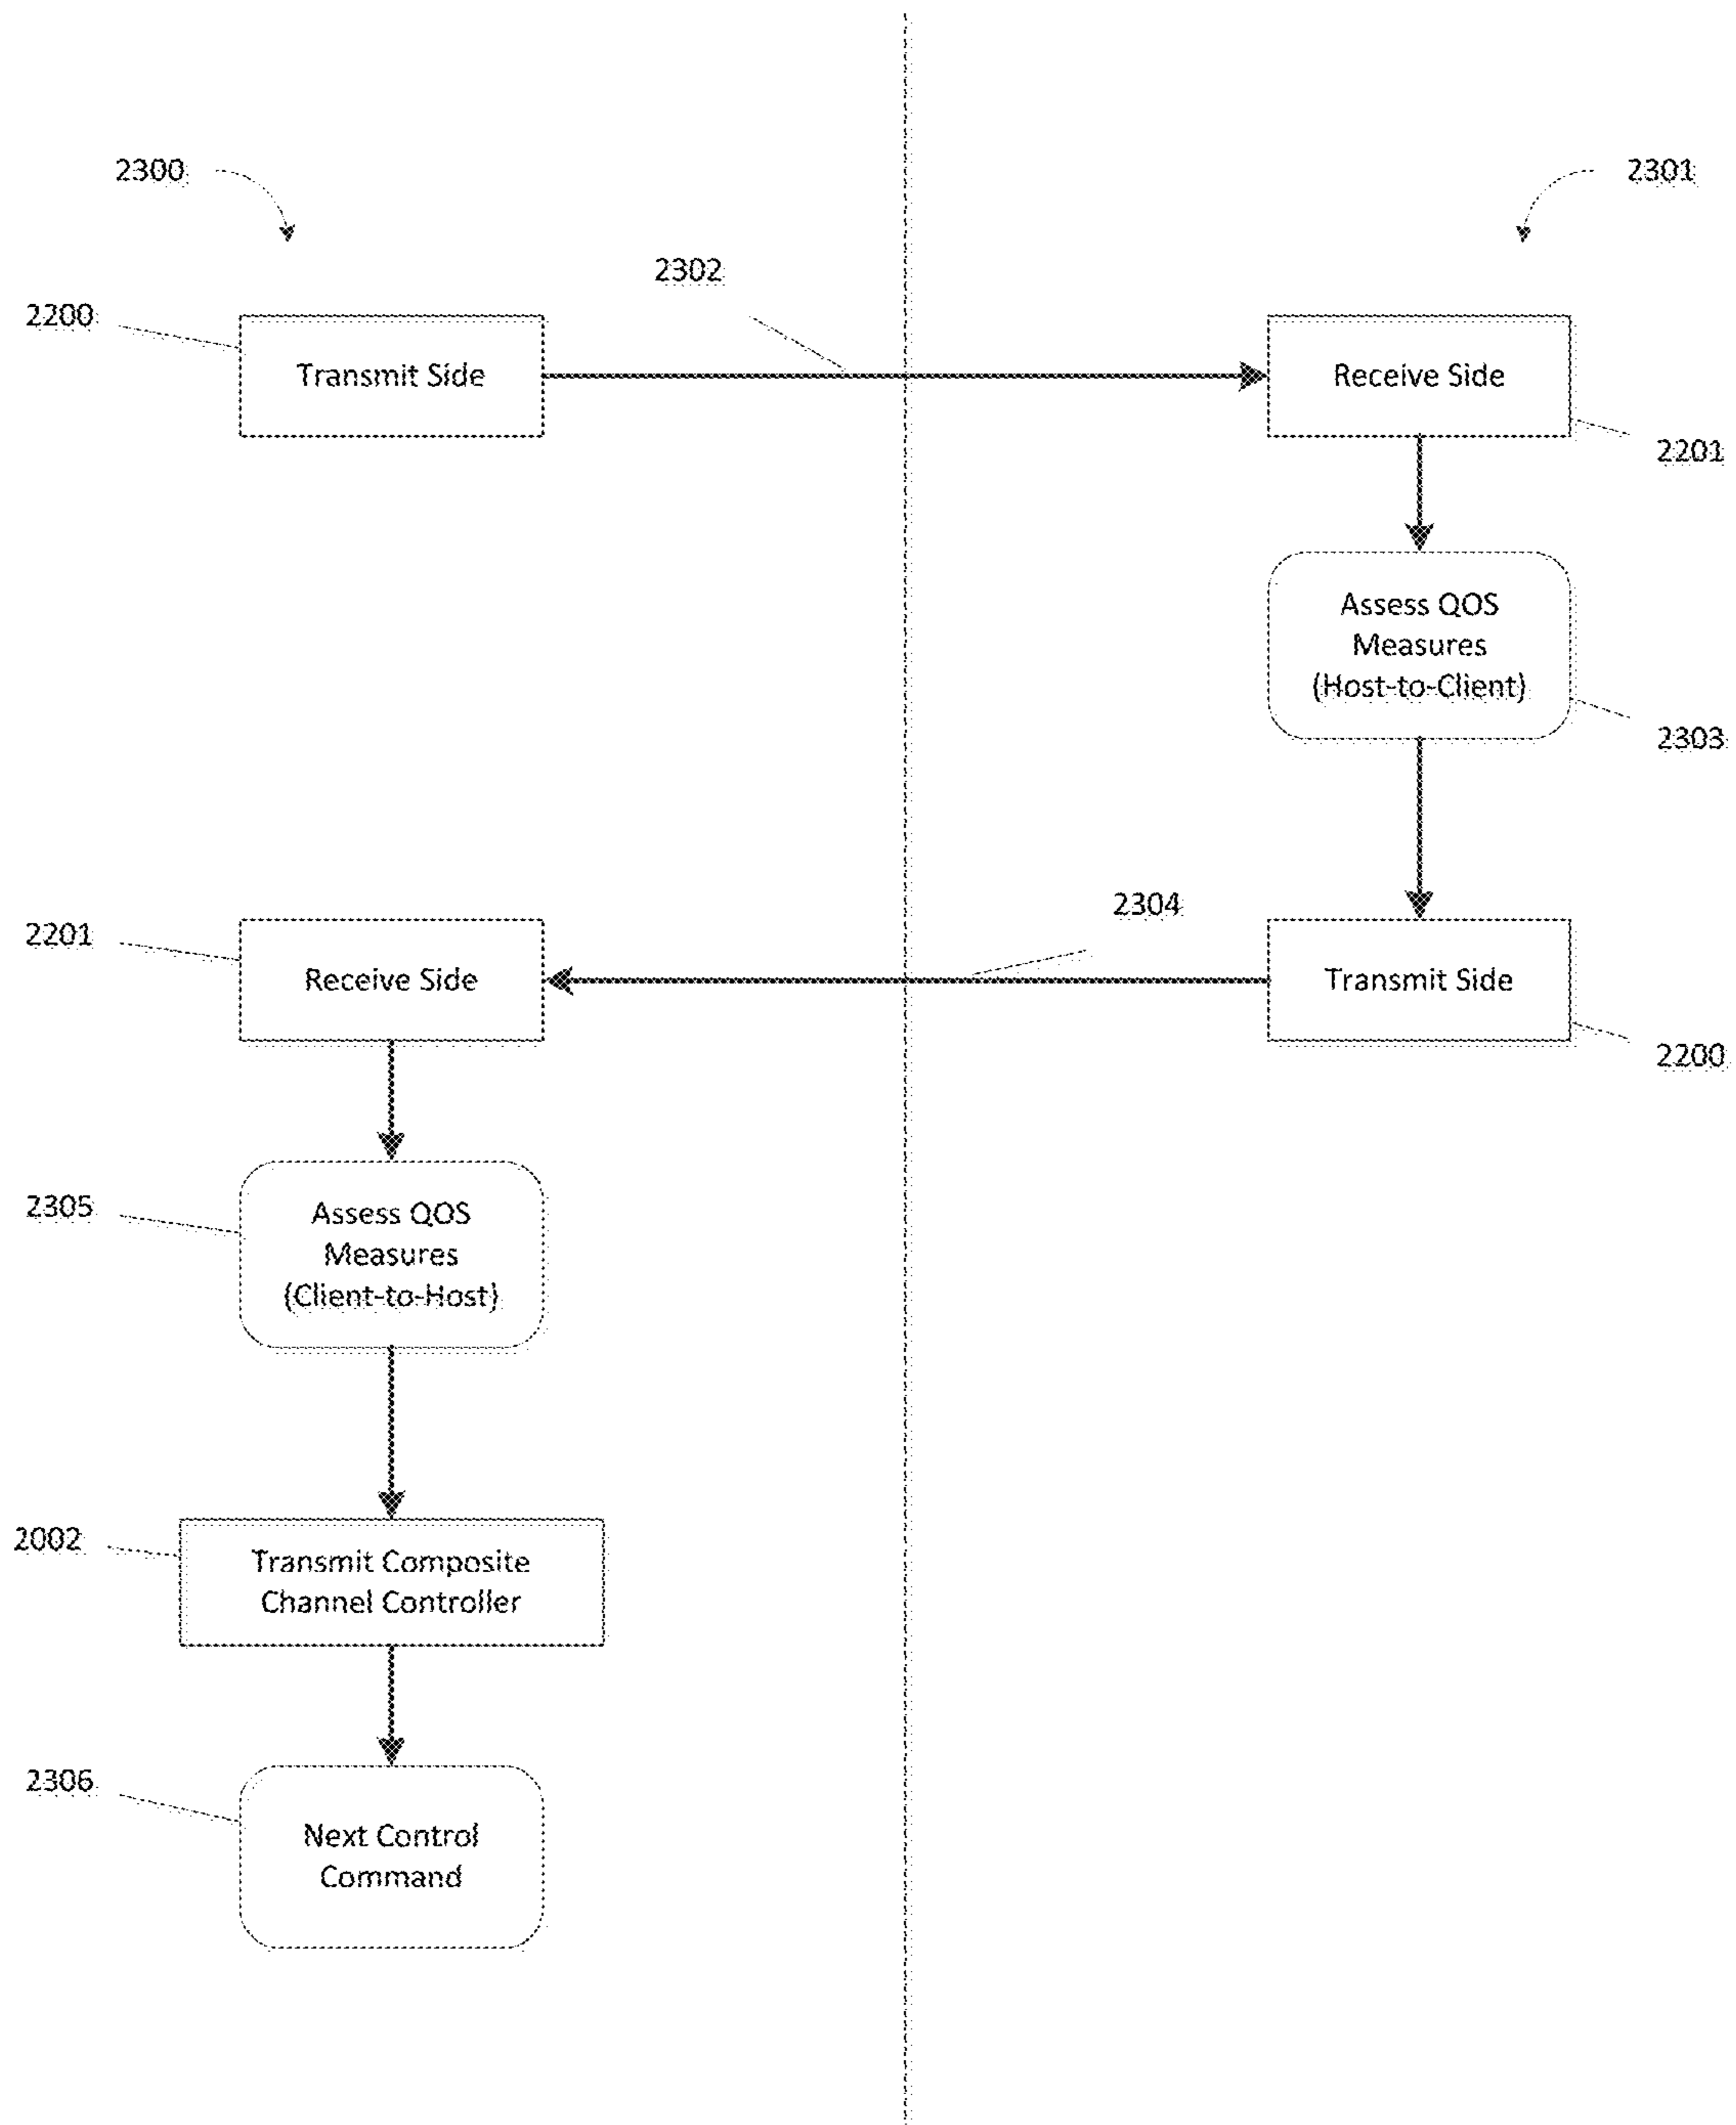 2300
2301
2302
2200
Transmit Side
Receive Side
2201
Assess QOS
Measures
(Host-to-Client)
2303
2304
2201
Receive Side
Transmit Side
2200
2305
Assess QOS
Measures
(Client-to-Host)
2002
Transmit Composite
Channel Controller
2306
Next Control
Command